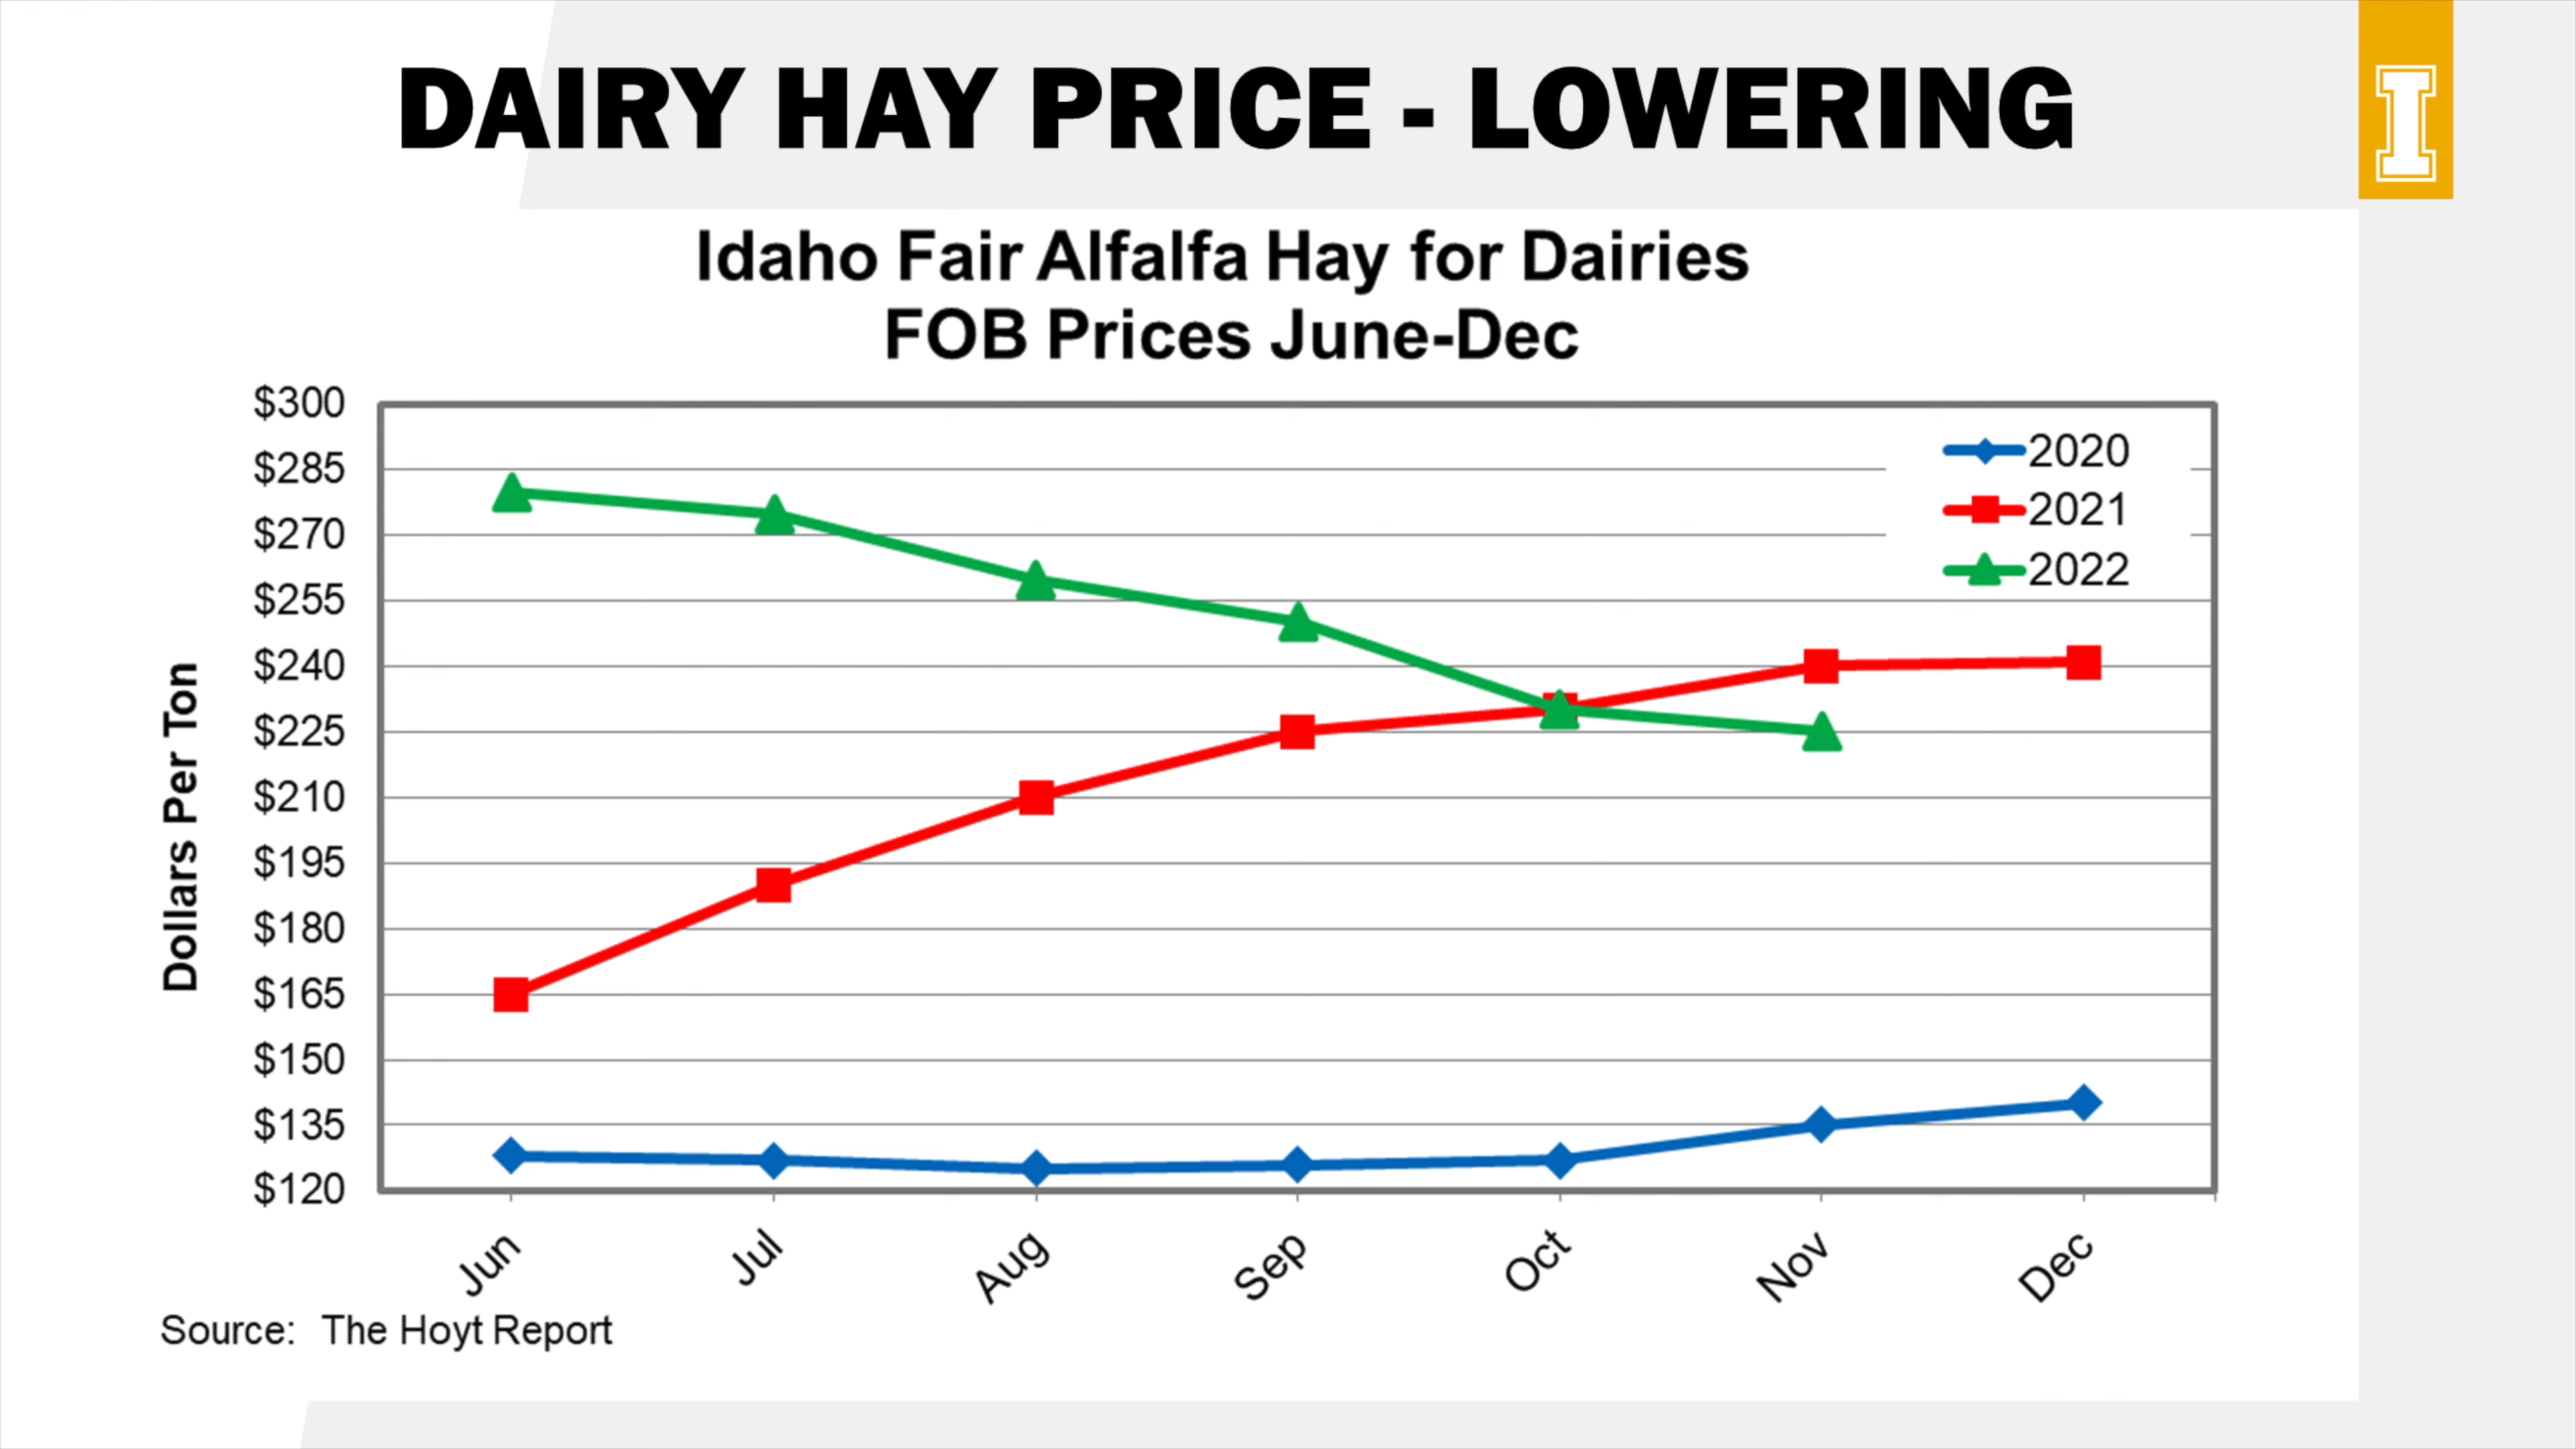 DAIRY HAY PRICE - LOWERING
I
Idaho Fair Alfalfa Hay for Dairies
FOB Prices June-Dec
$300
$285
$270
$255
$240
$225
$210
$195
$180
$165
$150
$135
$120
Dollars Per Ton
2020
2021
2022
Jun
Jul
Aug
Sep
Oct
Nov
Dec
Source: The Hoyt Report